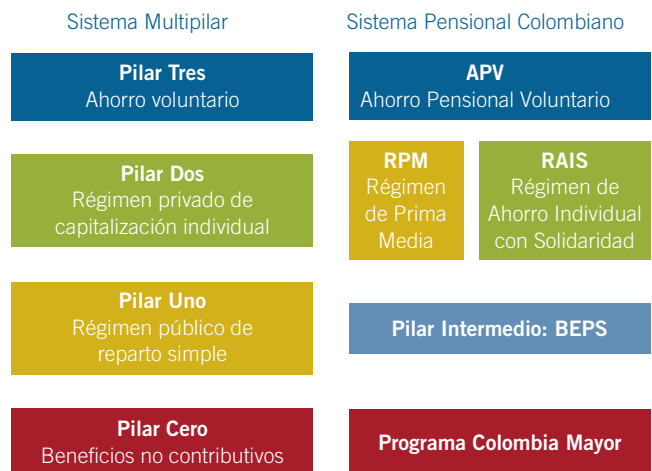 Sistema Multipilar
Pilar Tres
Ahorro voluntario
Pilar Dos
Régimen privado de
capitalización individual
Pilar Uno
Régimen público de
reparto simple
Pilar Cero
Beneficios no contributivos
Sistema Pensional Colombiano
APV
Ahorro Pensional Voluntario
RPM
Régimen
de Prima
Media
RAIS
Régimen de
Ahorro Individual
con Solidaridad
Pilar Intermedio: BEPS
Programa Colombia Mayor